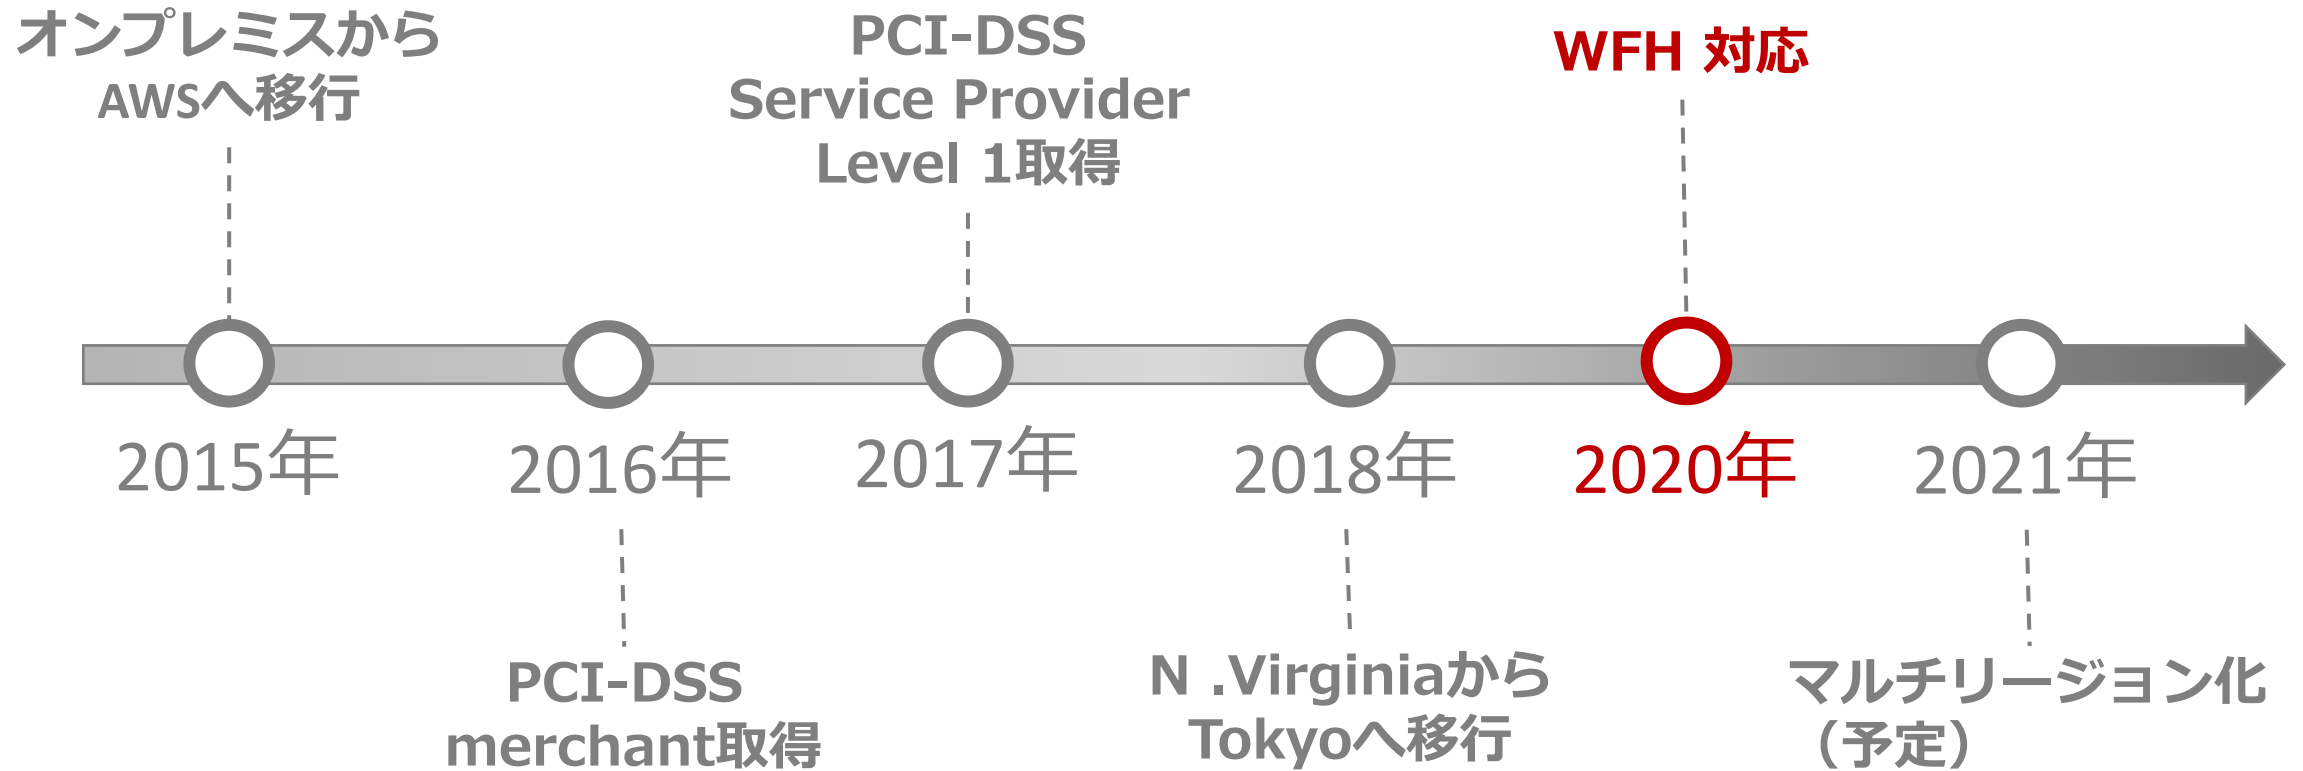 オンプレミスから
AWSへ移行
PCI-DSS
Service Provider
Level 1取得
WFH 対応
2015年
2016年
2017年
2018年
2020年
2021年
PCI-DSS
merchant取得
N .Virginiaから
Tokyoへ移行
マルチリージョン化
（予定）